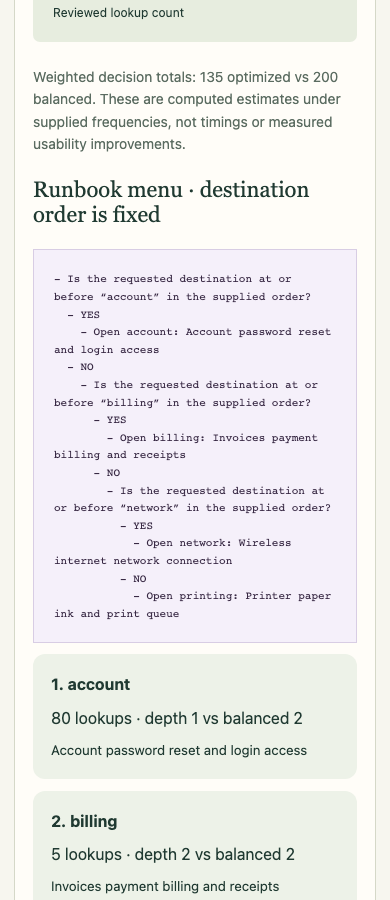 Reviewed lookup count
Weighted decision totals: 135 optimized vs 200
balanced. These are computed estimates under
supplied frequencies, not timings or measured
usability improvements.
Runbook menu · destination
order is fixed
– Is the requested destination at or
before “account” in the supplied order?
– YES
– Open account: Account password reset
and login access
– NO
– Is the requested destination at or
before “billing” in the supplied order?
– YES
– Open billing: Invoices payment
billing and receipts
– NO
– Is the requested destination at
or before “network” in the supplied order?
– YES
– Open network: Wireless
internet network connection
– NO
– Open printing: Printer paper
ink and print queue
1. account
80 lookups · depth 1 vs balanced 2
Account password reset and login access
2. billing
5 lookups · depth 2 vs balanced 2
Invoices payment billing and receipts